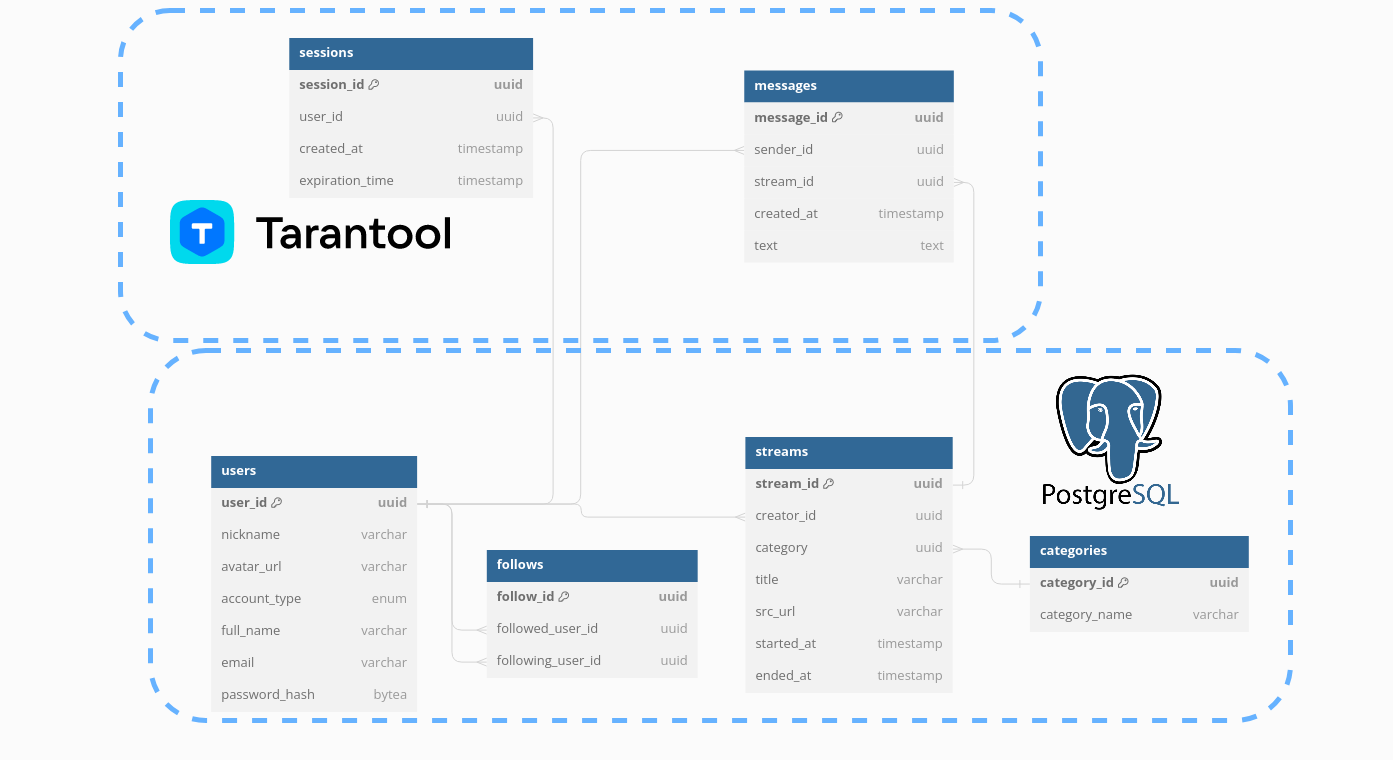 sessions
session_id uuid
user_id uuid
created_at timestamp
expiration_time timestamp
Tarantool
messages
message_id uuid
sender_id uuid
stream_id uuid
created_at timestamp
text text
users
user_id uuid
nickname varchar
avatar_url varchar
account_type enum
full_name varchar
email varchar
password_hash bytea
follows
follow_id uuid
followed_user_id uuid
following_user_id uuid
streams
stream_id uuid
creator_id uuid
category uuid
title varchar
src_url varchar
started_at timestamp
ended_at timestamp
PostgreSQL
categories
category_id uuid
category_name varchar